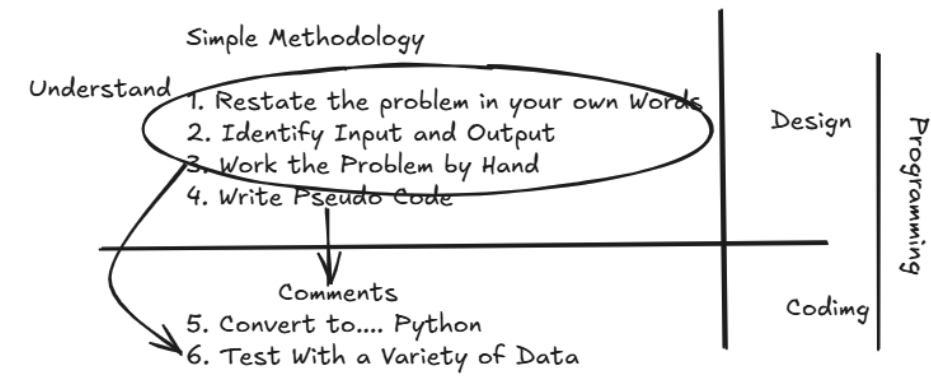 Simple Methodology
Understand
1. Restate the problem in your own Words
2. Identify Input and Output
3. Work the Problem by Hand
4. Write Pseudo Code
Design
Programming
Comments
5. Convert to.... Python
6. Test With a Variety of Data
Codimg